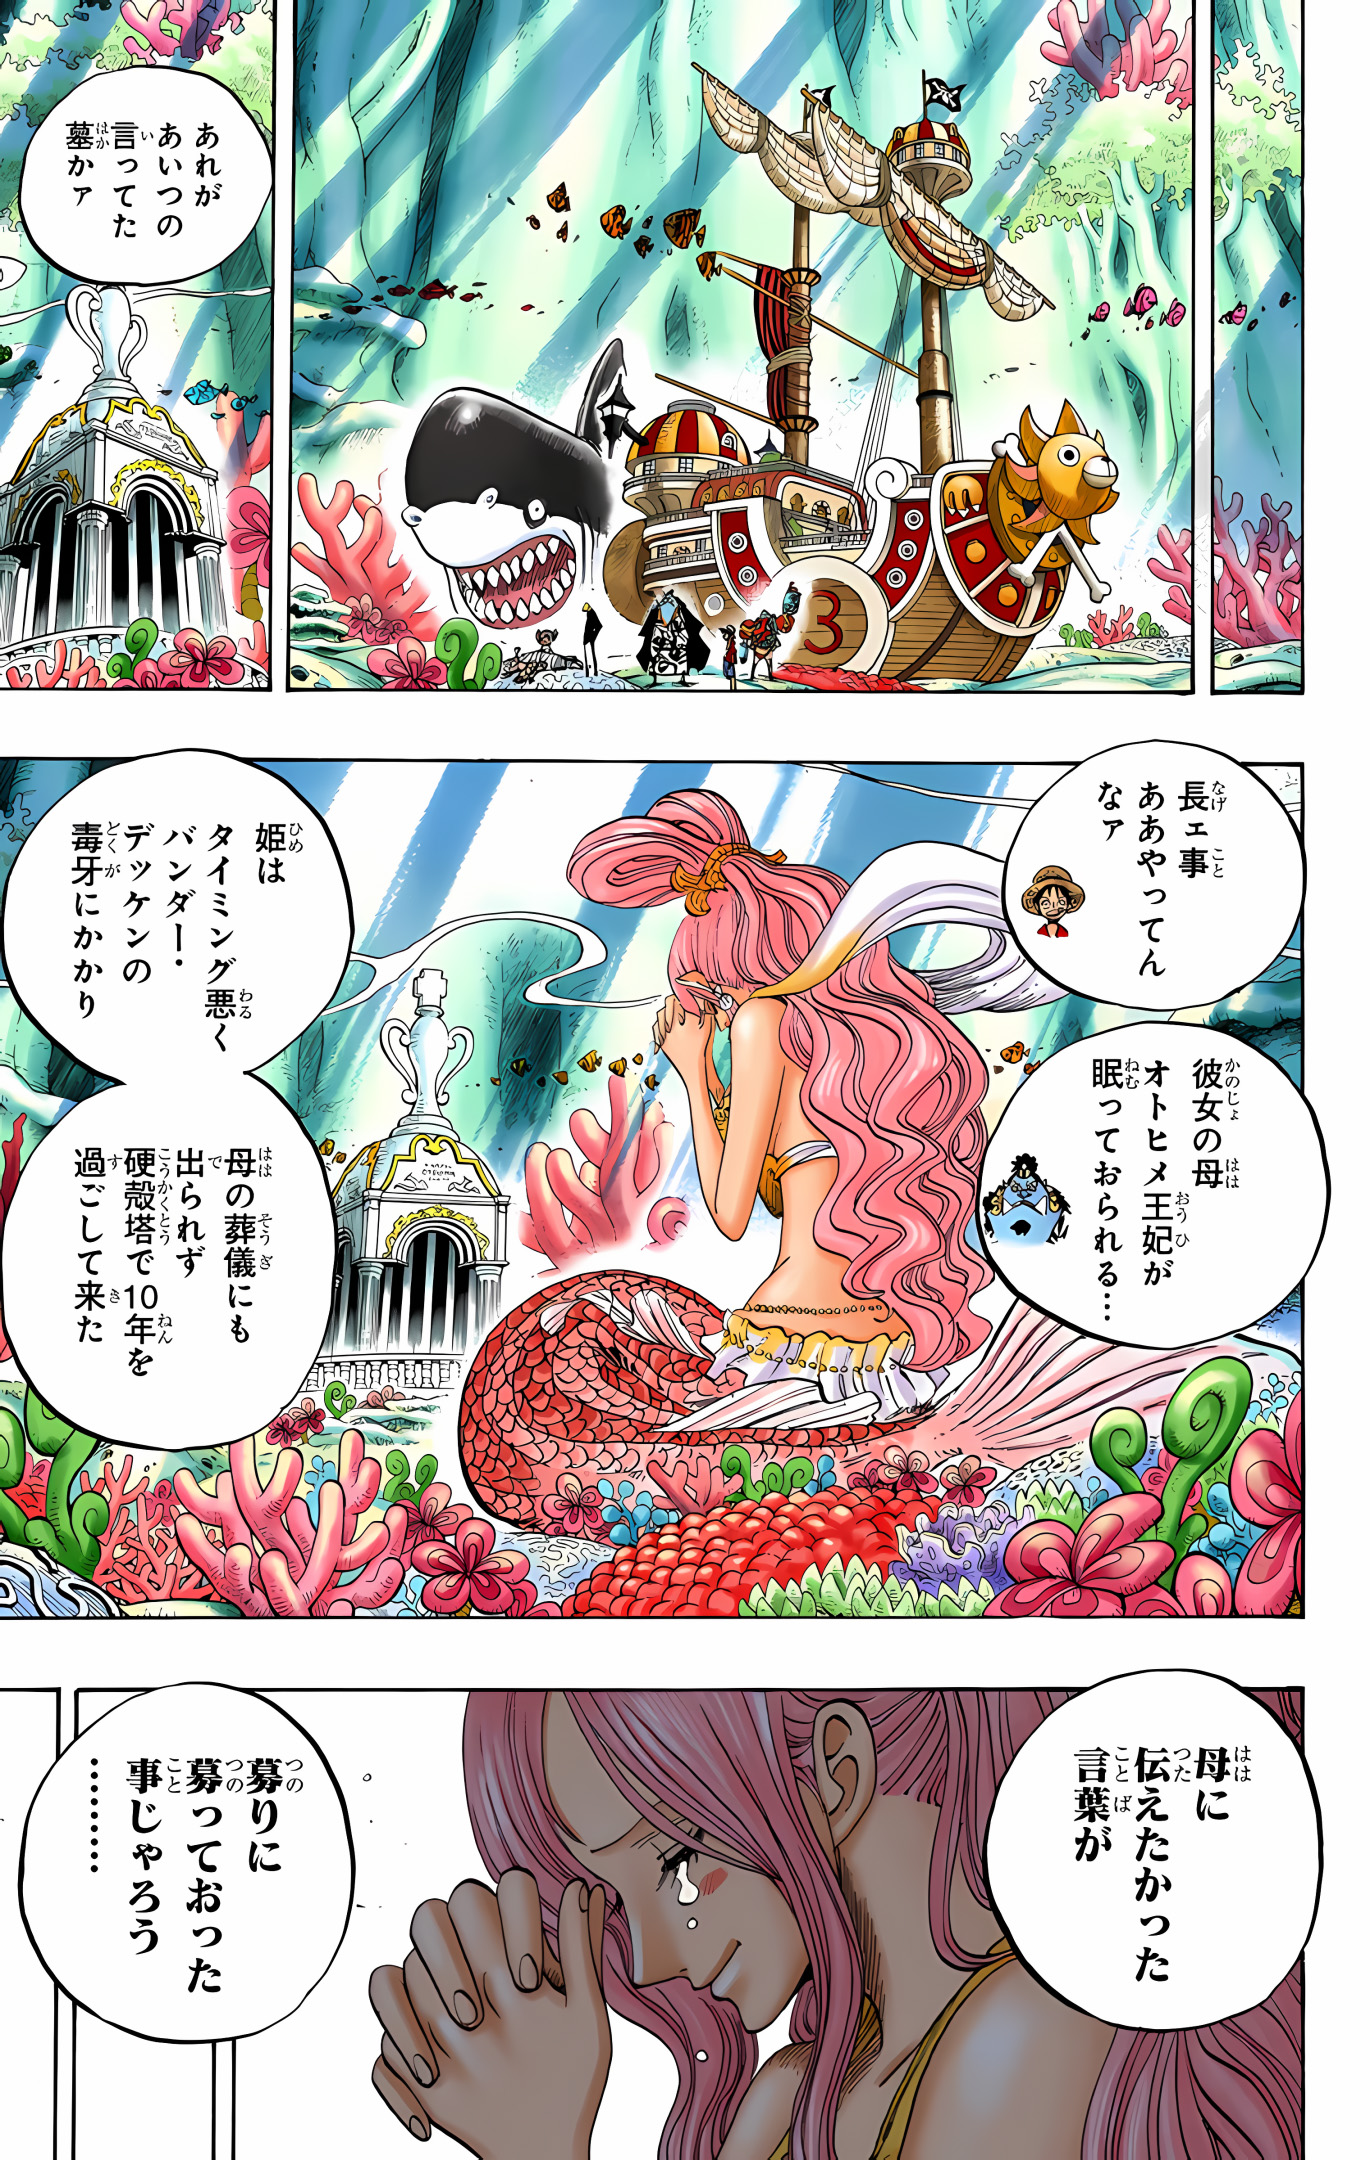 あれが
あいつの
言ってた
墓かァ
長ェ事
ああやってん
なァ
彼女の母
オトヒメ王妃が
眠っておられる…
姫は
タイミング悪く
バンダー・
デッケンの
毒牙にかかり
母の葬儀にも
出られず
硬殻塔で10年を
過ごして来た
母に
伝えたかった
言葉が
募りに
募っておった
事じゃろう
………
3